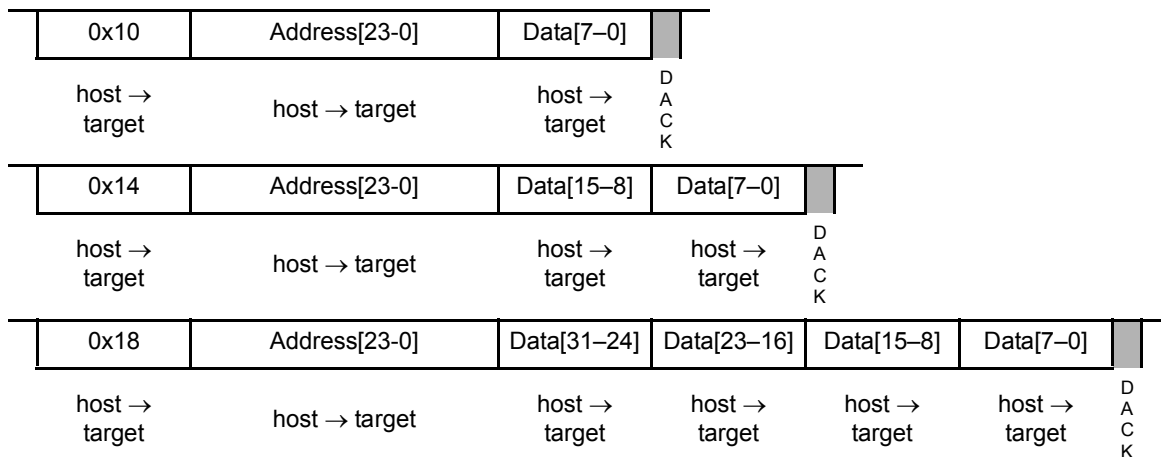 0x10 Address[23-0] Data[7–0]
host → target host → target host → target D A C K
0x14 Address[23-0] Data[15–8] Data[7–0]
host → target host → target host → target host → target D A C K
0x18 Address[23-0] Data[31–24] Data[23–16] Data[15–8] Data[7–0]
host → target host → target host → target host → target host → target host → target D A C K